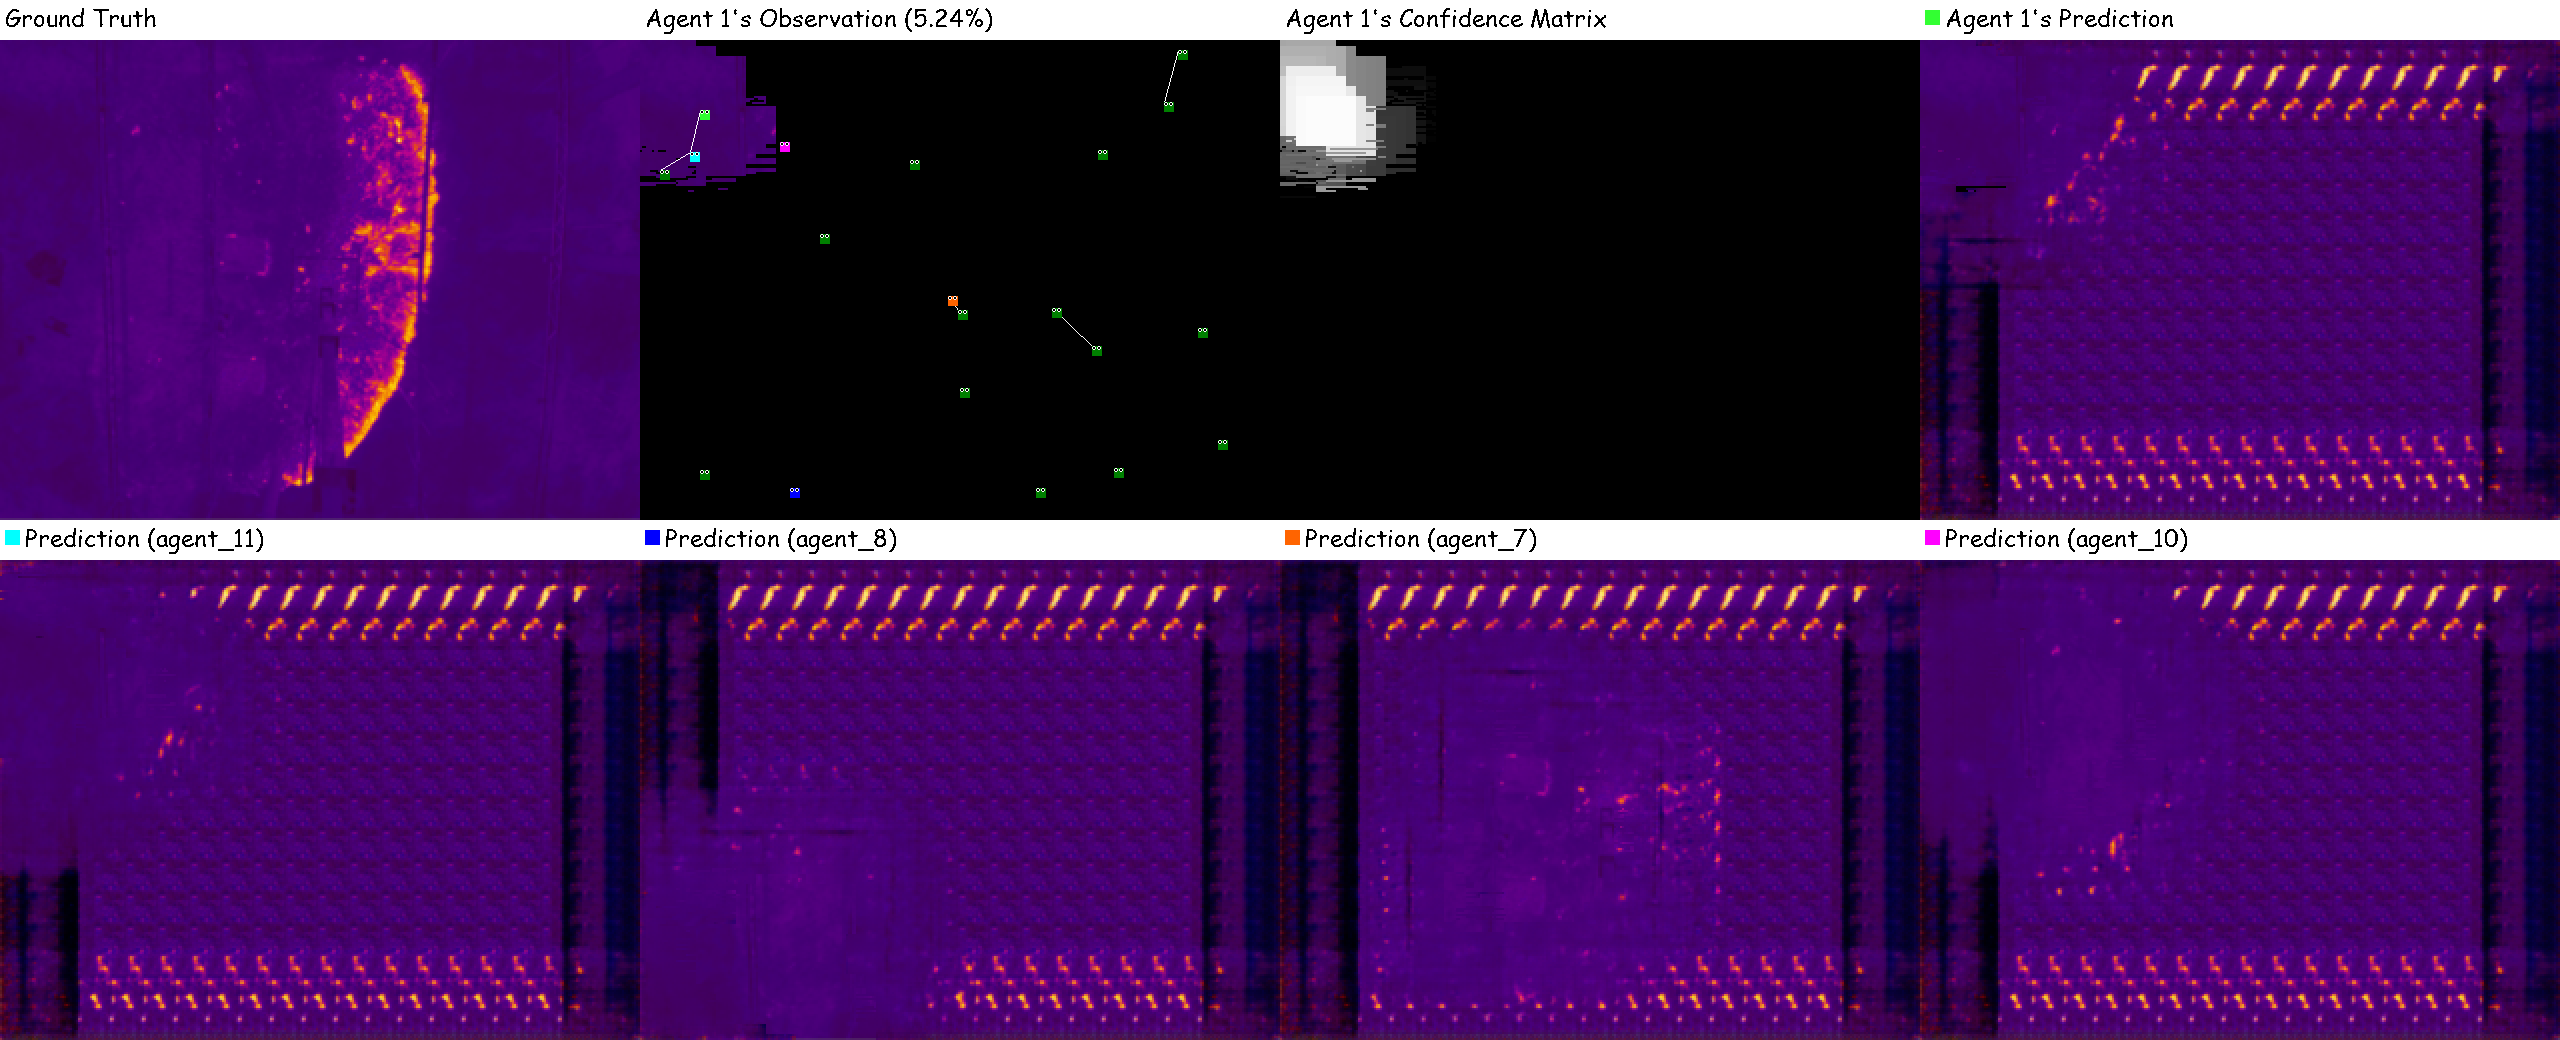 Ground Truth
Agent 1's Observation (5.24%)
Agent 1's Confidence Matrix
Agent 1's Prediction
Prediction (agent_11)
Prediction (agent_8)
Prediction (agent_7)
Prediction (agent_10)